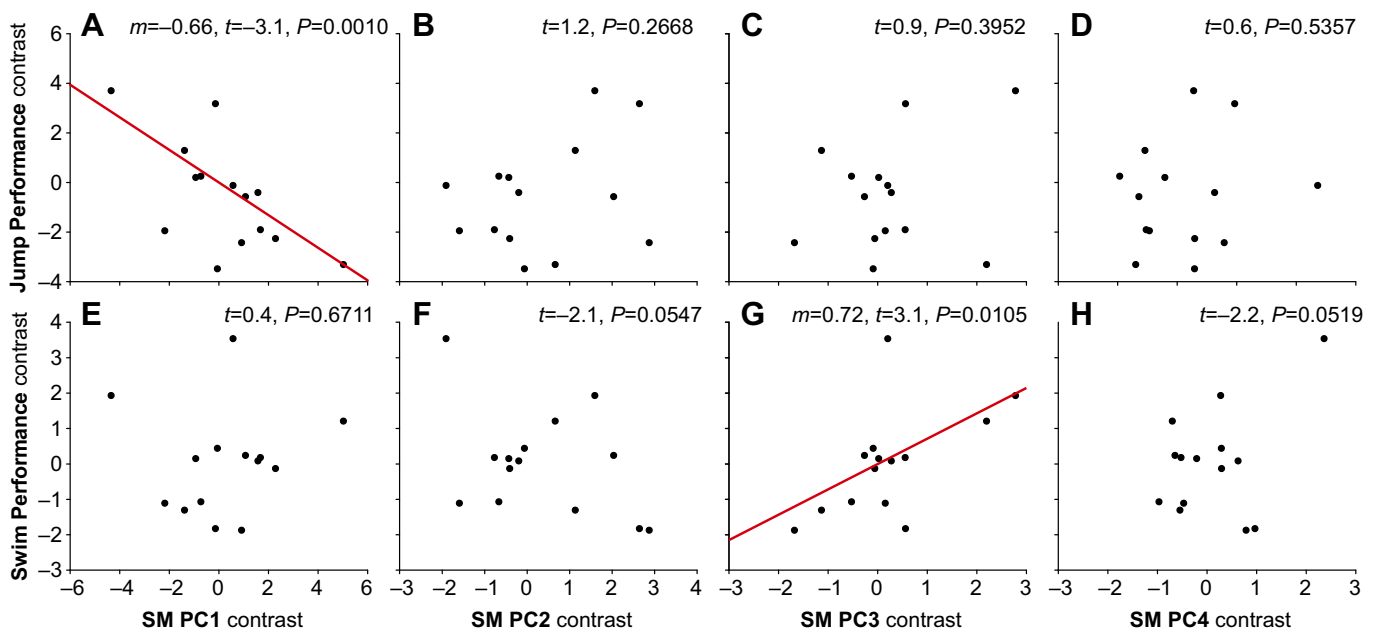 A m=–0.66, t=–3.1, P=0.0010
B t=1.2, P=0.2668
C t=0.9, P=0.3952
D t=0.6, P=0.5357
Jump Performance contrast
6
4
2
0
–2
–4
E t=0.4, P=0.6711
F t=–2.1, P=0.0547
G m=0.72, t=3.1, P=0.0105
H t=–2.2, P=0.0519
Swim Performance contrast
4
3
2
1
0
–1
–2
–3
–6 –4 –2 0 2 4 6
–3 –2 –1 0 1 2 3 4
–3 –2 –1 0 1 2 3
–3 –2 –1 0 1 2 3
SM PC1 contrast
SM PC2 contrast
SM PC3 contrast
SM PC4 contrast